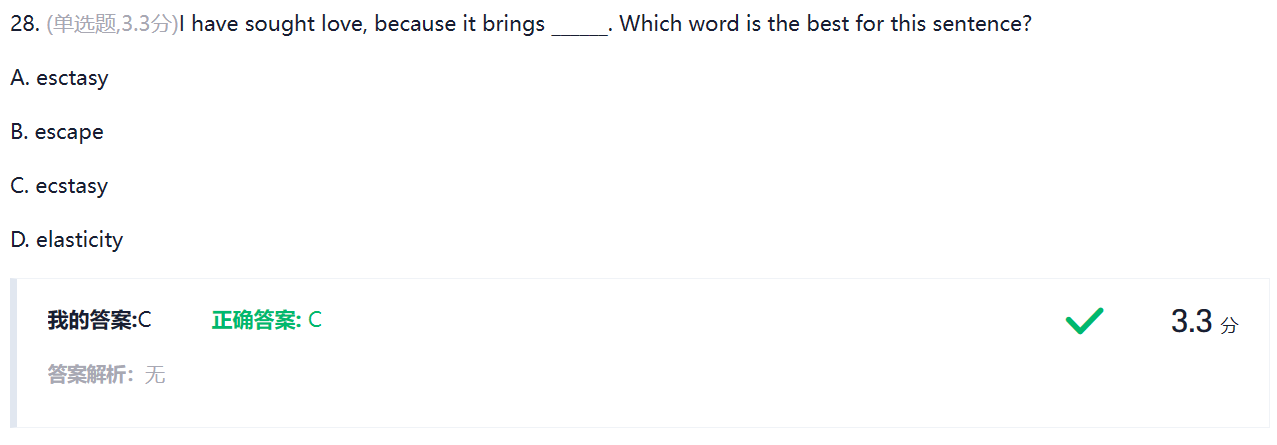 28. (单选题,3.3分)I have sought love, because it brings ______. Which word is the best for this sentence?
A. esctasy
B. escape
C. ecstasy
D. elasticity
我的答案:C 正确答案: C 3.3 分
答案解析: 无